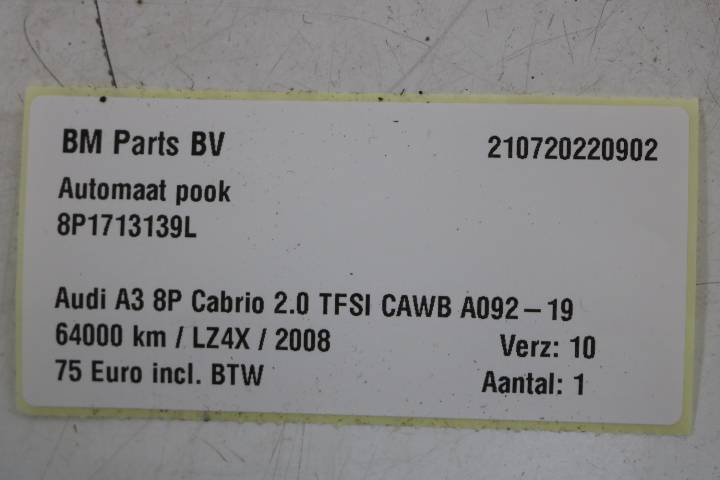 BM Parts BV 210720220902
Automaat pook
8P1713139L
Audi A3 8P Cabrio 2.0 TFSI CAWB A092-19
64000 km / LZ4X / 2008 Verz: 10
75 Euro incl. BTW Aantal: 1